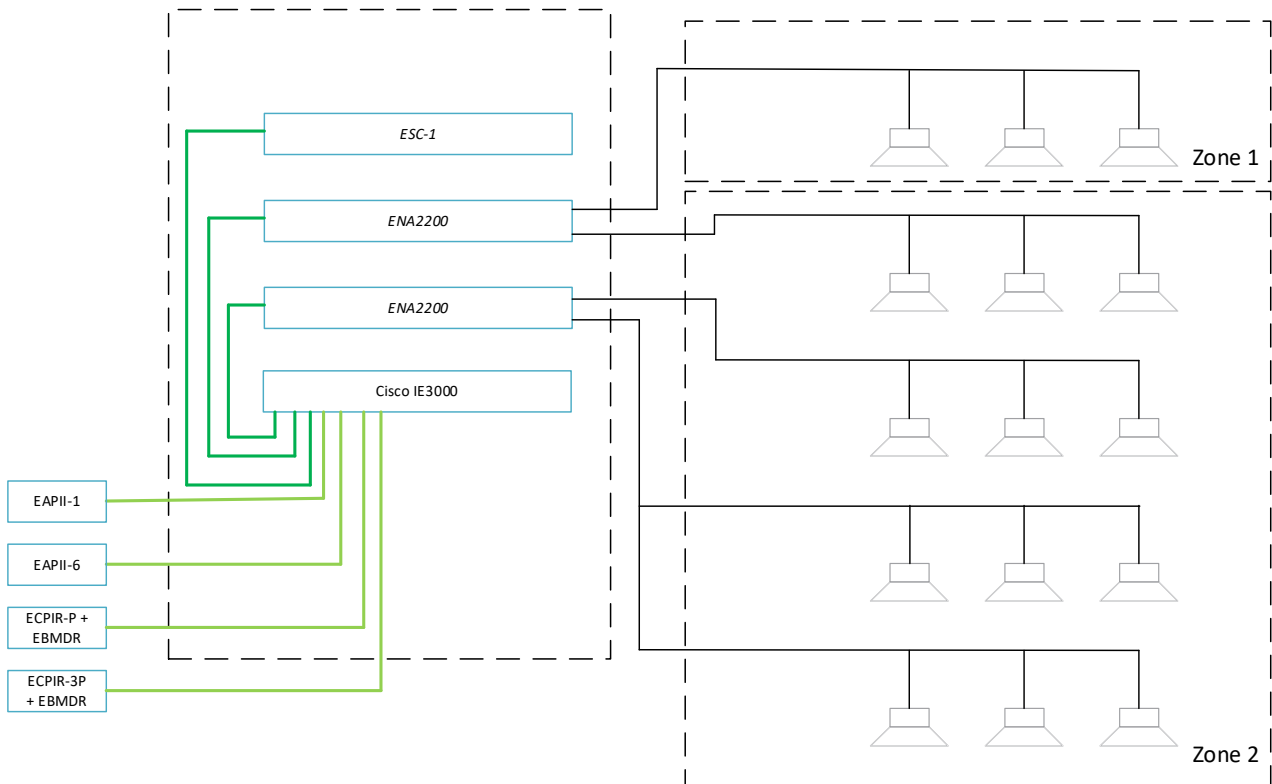 ESC-1
ENA2200
ENA2200
Cisco IE3000
EAPII-1
EAPII-6
ECPIR-P +
EBMDR
ECPIR-3P
+ EBMDR
Zone 1
Zone 2